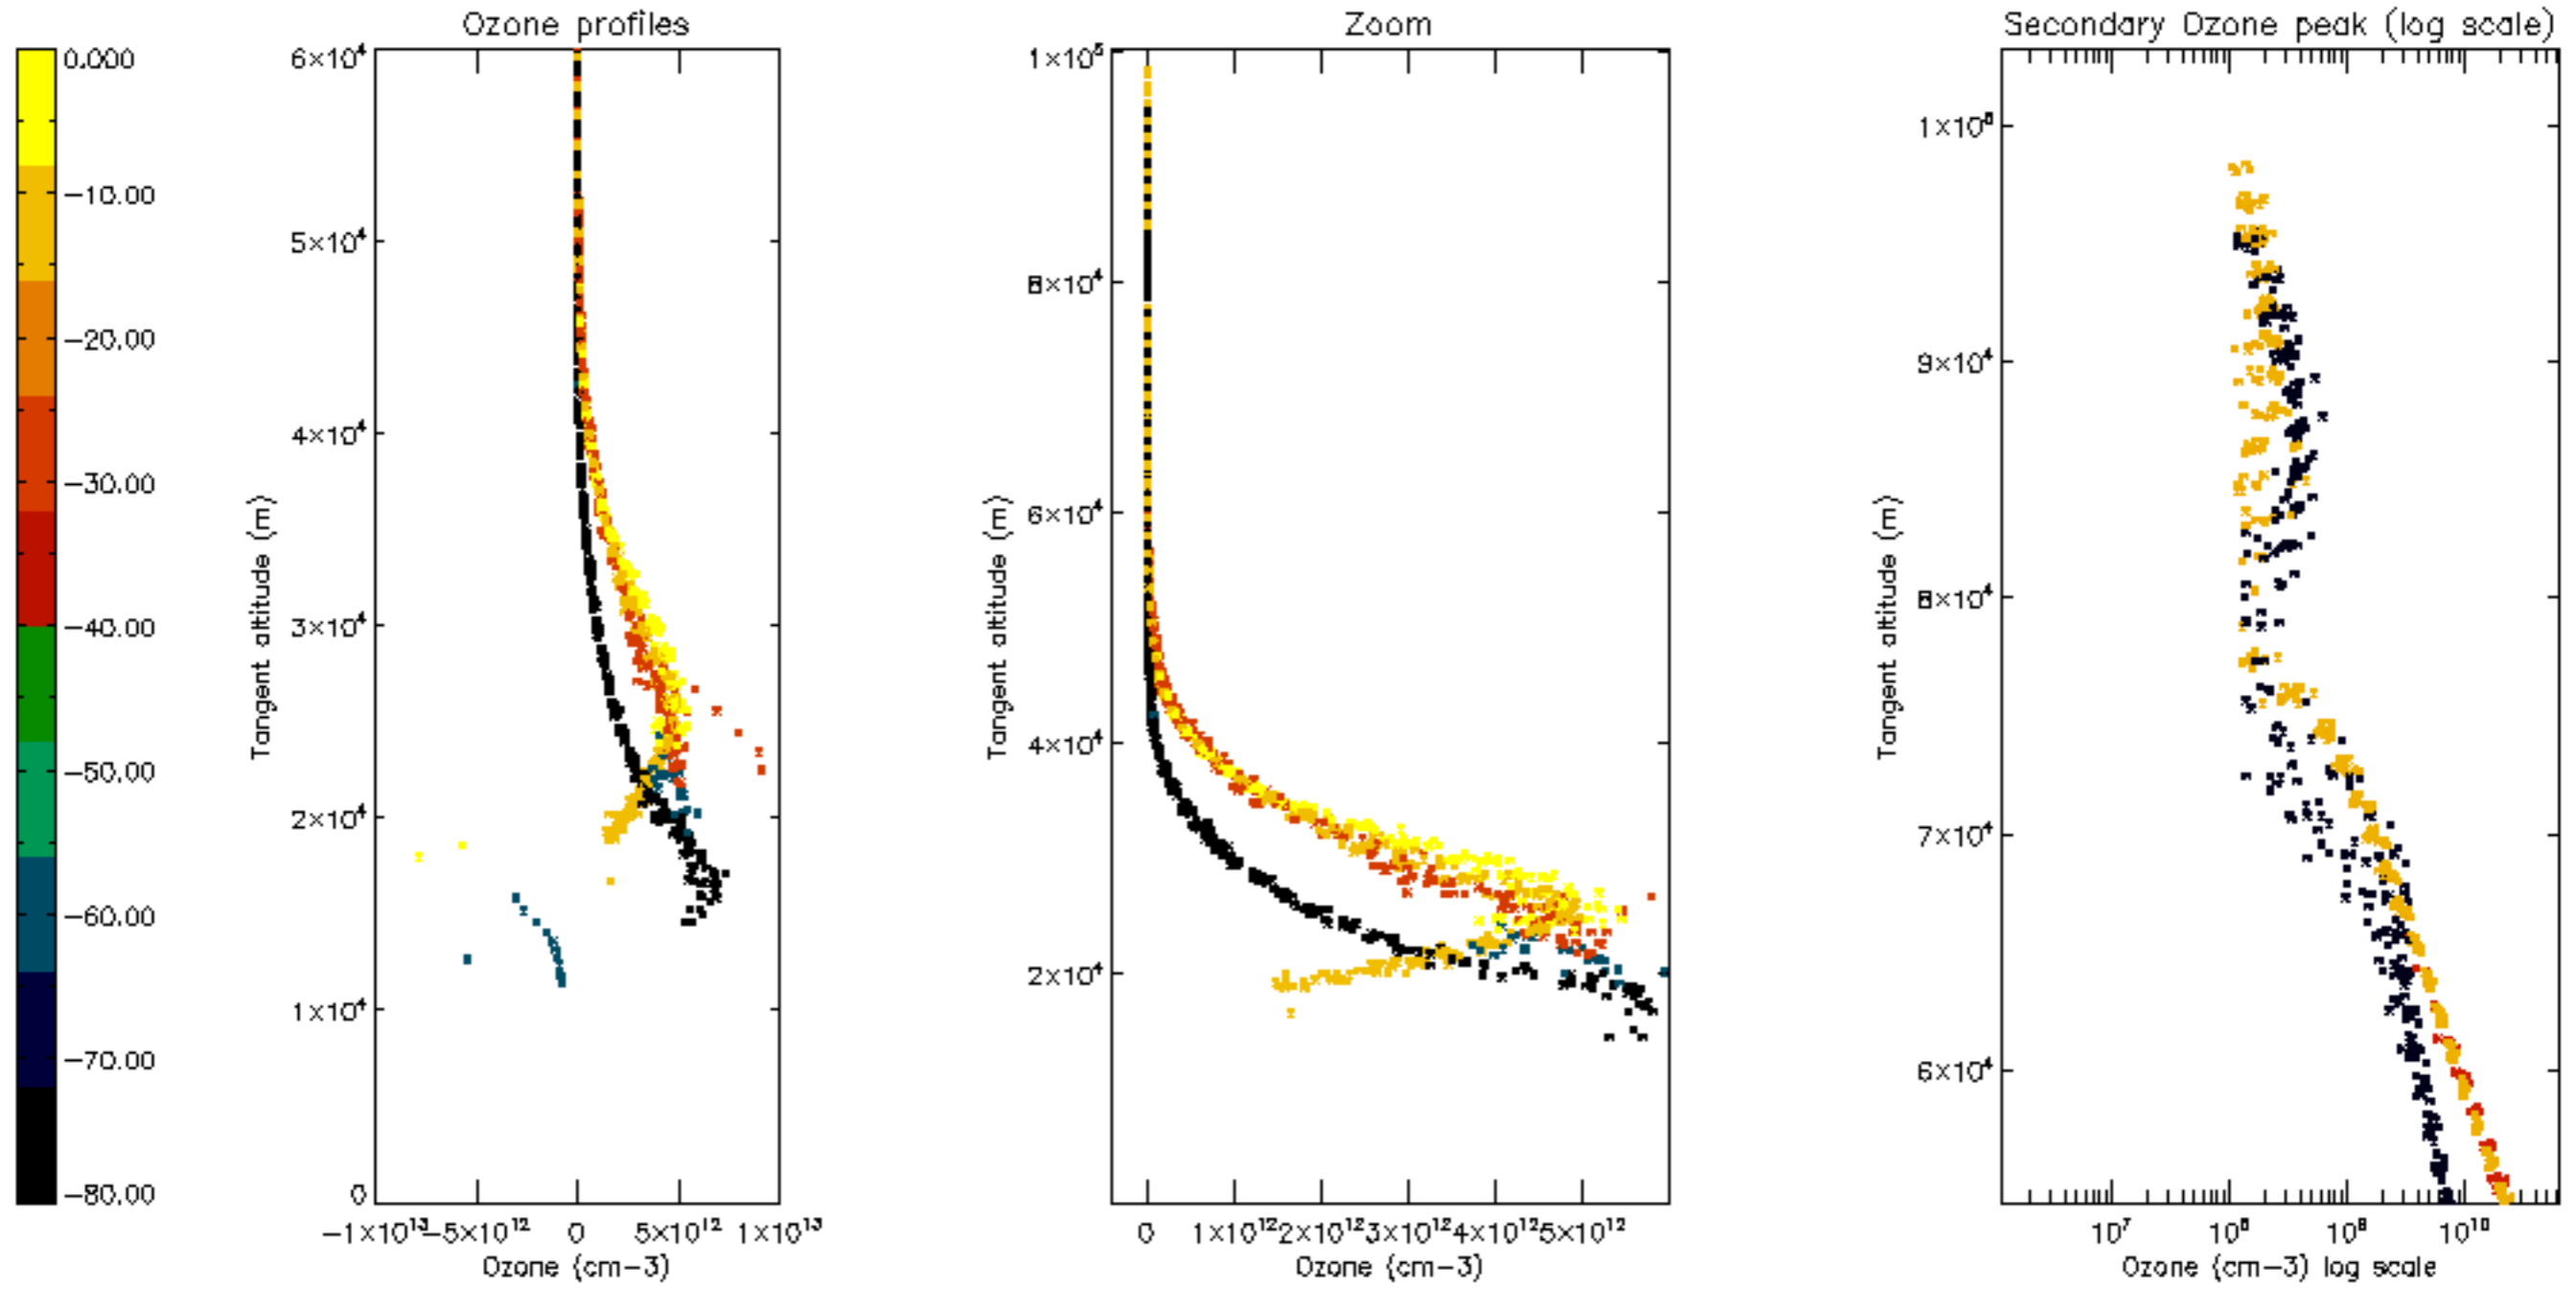 Ozone profiles
Zoom
Secondary Ozone peak (log scale)
0.000
−10.00
−20.00
−30.00
−40.00
−50.00
−60.00
−70.00
−80.00
6×10⁴
5×10⁴
4×10⁴
3×10⁴
2×10⁴
1×10⁴
0
Tangent altitude (m)
−1×10¹³ −5×10¹² 0 5×10¹² 1×10¹³
Ozone (cm−3)
1×10⁵
8×10⁴
6×10⁴
4×10⁴
2×10⁴
Tangent altitude (m)
0 1×10¹² 2×10¹² 3×10¹² 4×10¹² 5×10¹²
Ozone (cm−3)
1×10⁵
9×10⁴
8×10⁴
7×10⁴
6×10⁴
Tangent altitude (m)
10⁷ 10⁸ 10⁹ 10¹⁰
Ozone (cm−3) log scale